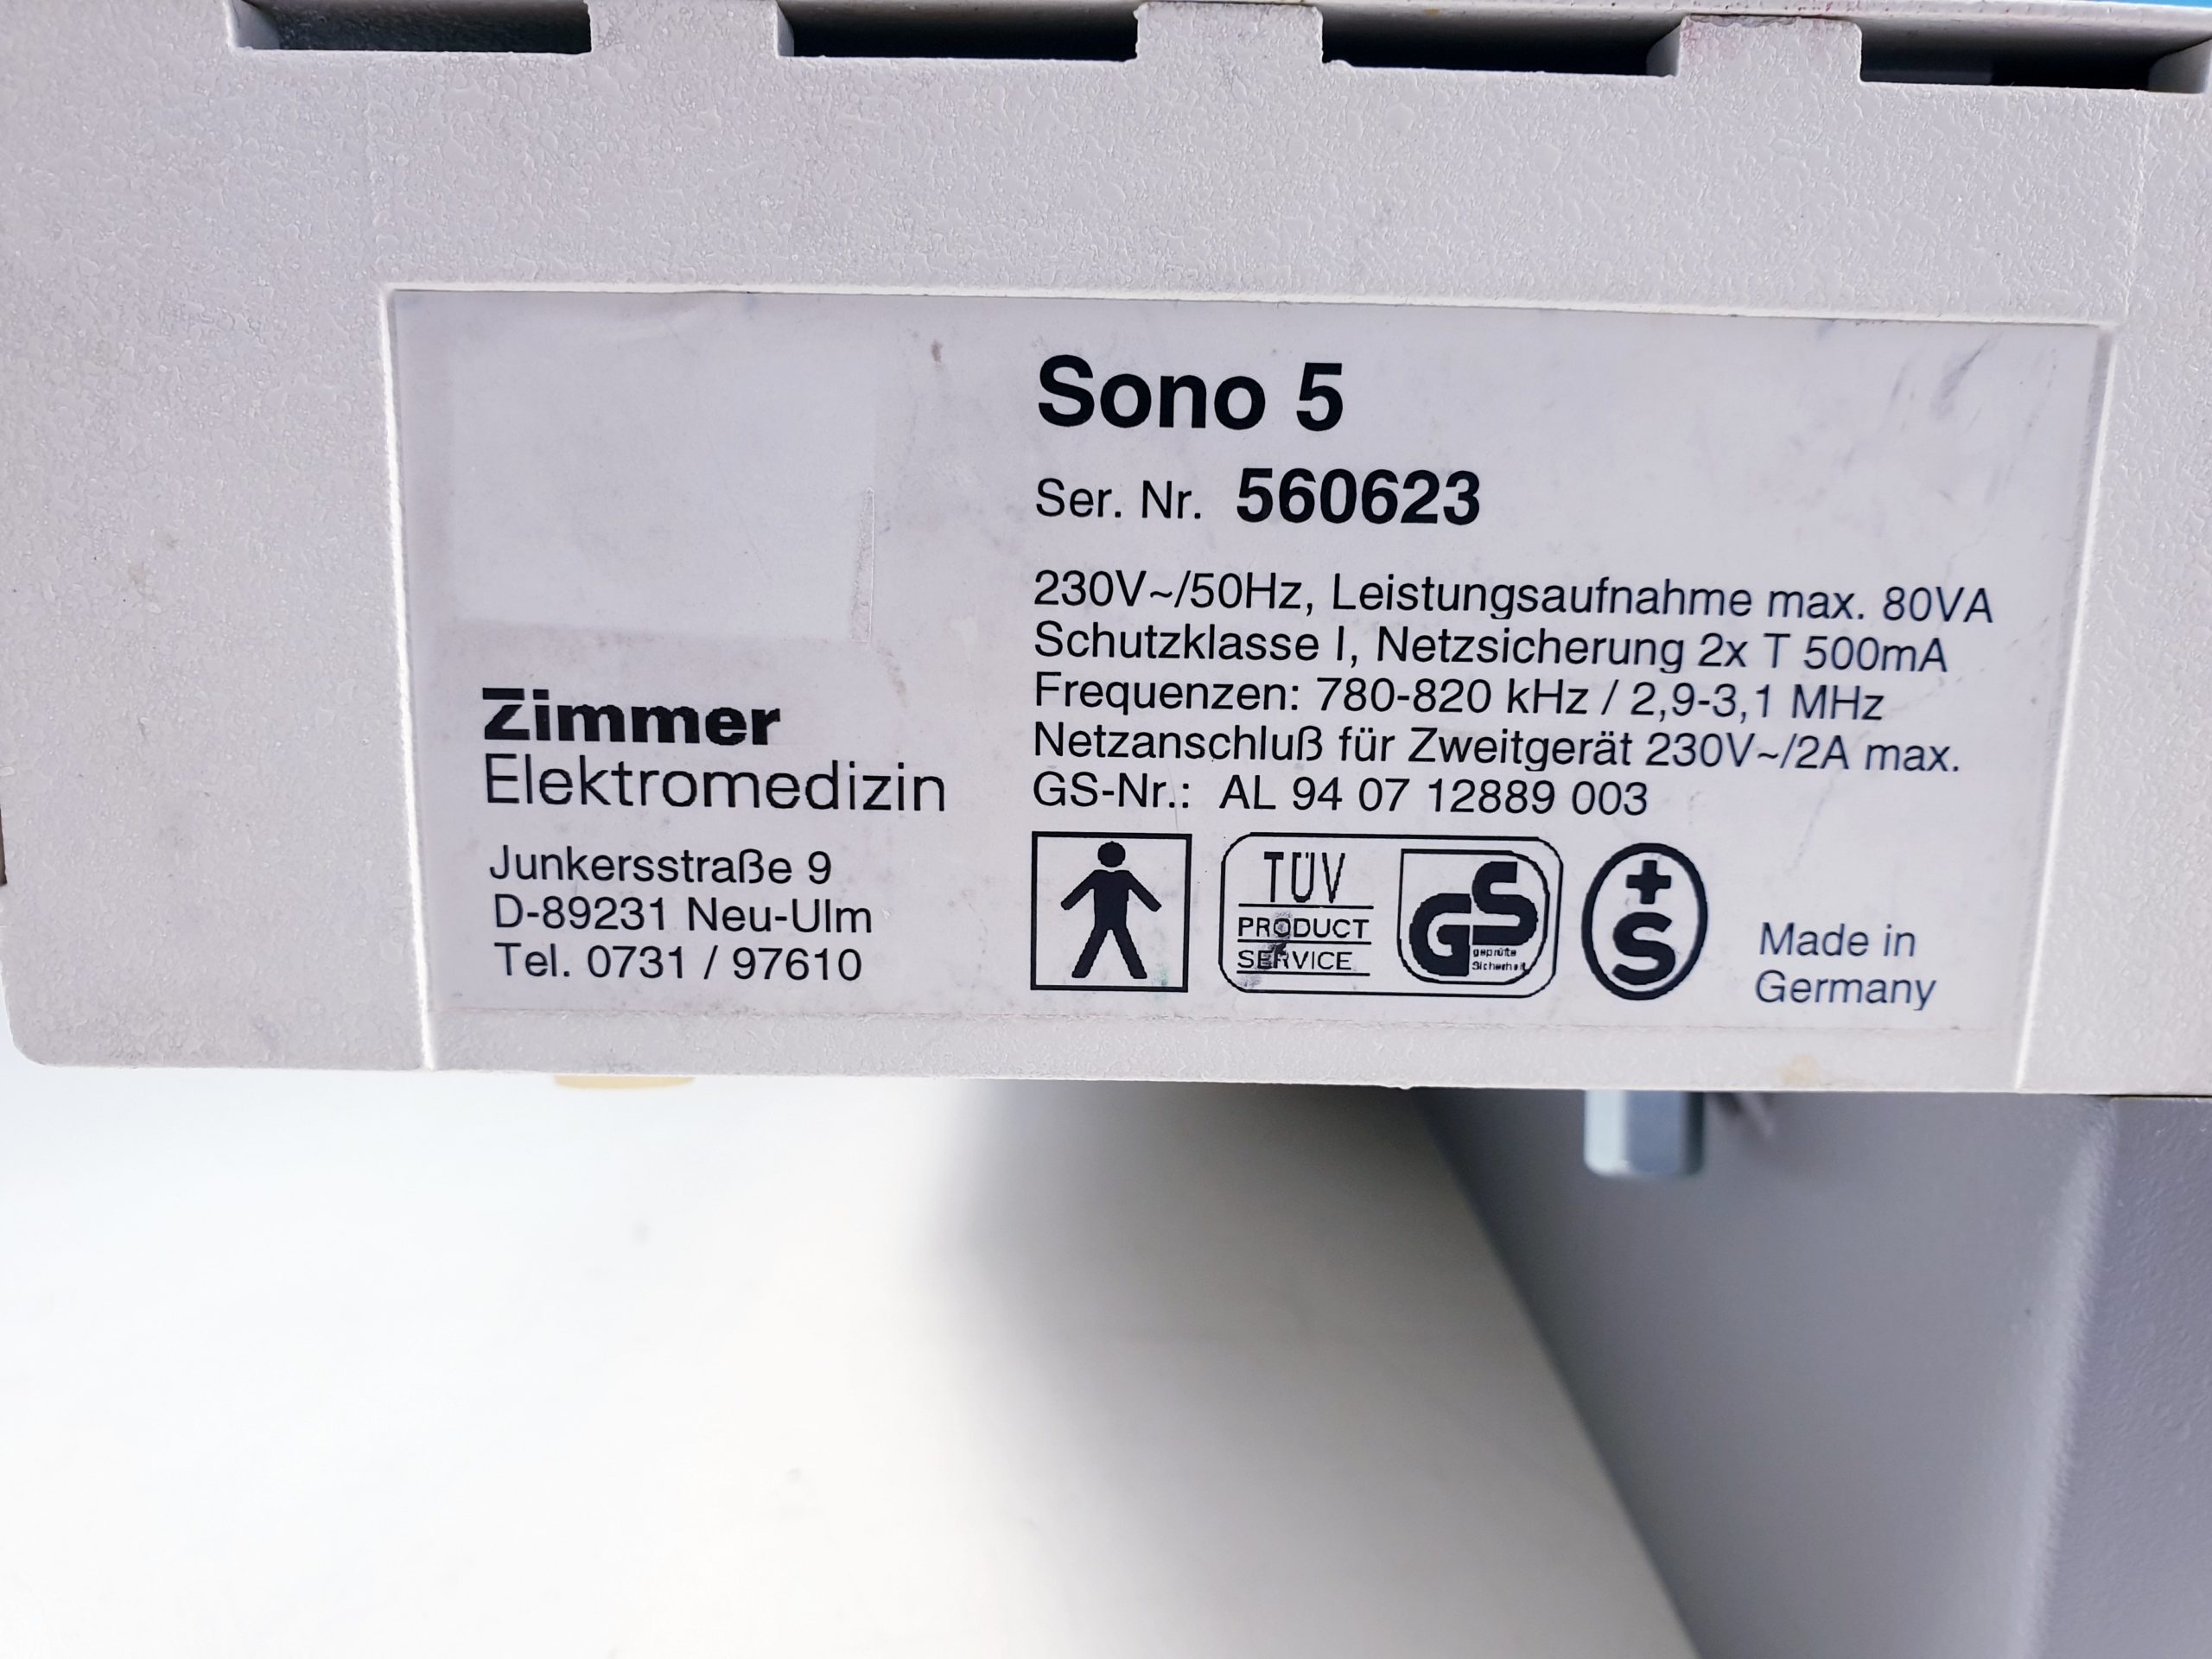 Sono 5
Ser. Nr. 560623
230V~/50Hz, Leistungsaufnahme max. 80VA
Schutzklasse I, Netzsicherung 2x T 500mA
Frequenzen: 780-820 kHz / 2,9-3,1 MHz
Netzanschluß für Zweitgerät 230V~/2A max.
GS-Nr.: AL 94 07 12889 003
Zimmer
Elektromedizin
Junkersstraße 9
D-89231 Neu-Ulm
Tel. 0731 / 97610
TÜV
PRODUCT
SERVICE
GS
geprüfte
Sicherheit
+
S
Made in
Germany